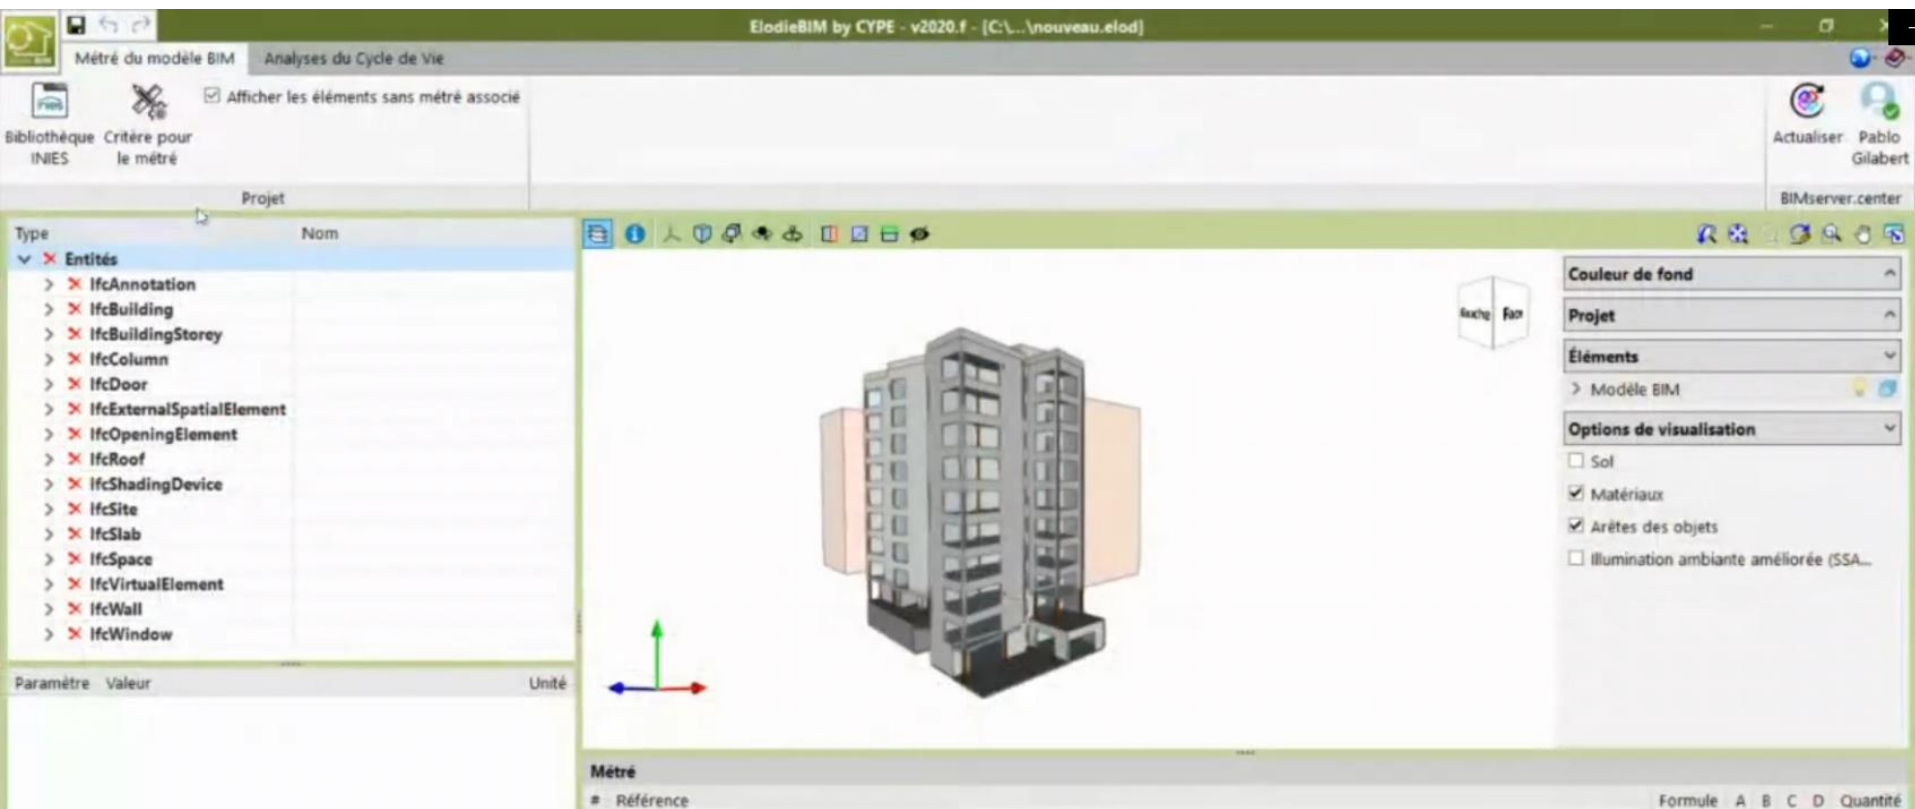 ElodieBIM by CYPE - v2020.f - [C:\...\nouveau.elod]
Métré du modèle BIM
Analyses du Cycle de Vie
Afficher les éléments sans métré associé
Bibliothèque INIES
Critère pour le métré
Actualiser
Pablo Gilabert
Projet
BIMserver.center
Type Nom
Entités
IfcAnnotation
IfcBuilding
IfcBuildingStorey
IfcColumn
IfcDoor
IfcExternalSpatialElement
IfcOpeningElement
IfcRoof
IfcShadingDevice
IfcSite
IfcSlab
IfcSpace
IfcVirtualElement
IfcWall
IfcWindow
Paramètre Valeur Unité
Gauche Face
Couleur de fond
Projet
Éléments
Modèle BIM
Options de visualisation
Sol
Matériaux
Arêtes des objets
Illumination ambiante améliorée (SSA...
Métré
# Référence Formule A B C D Quantité